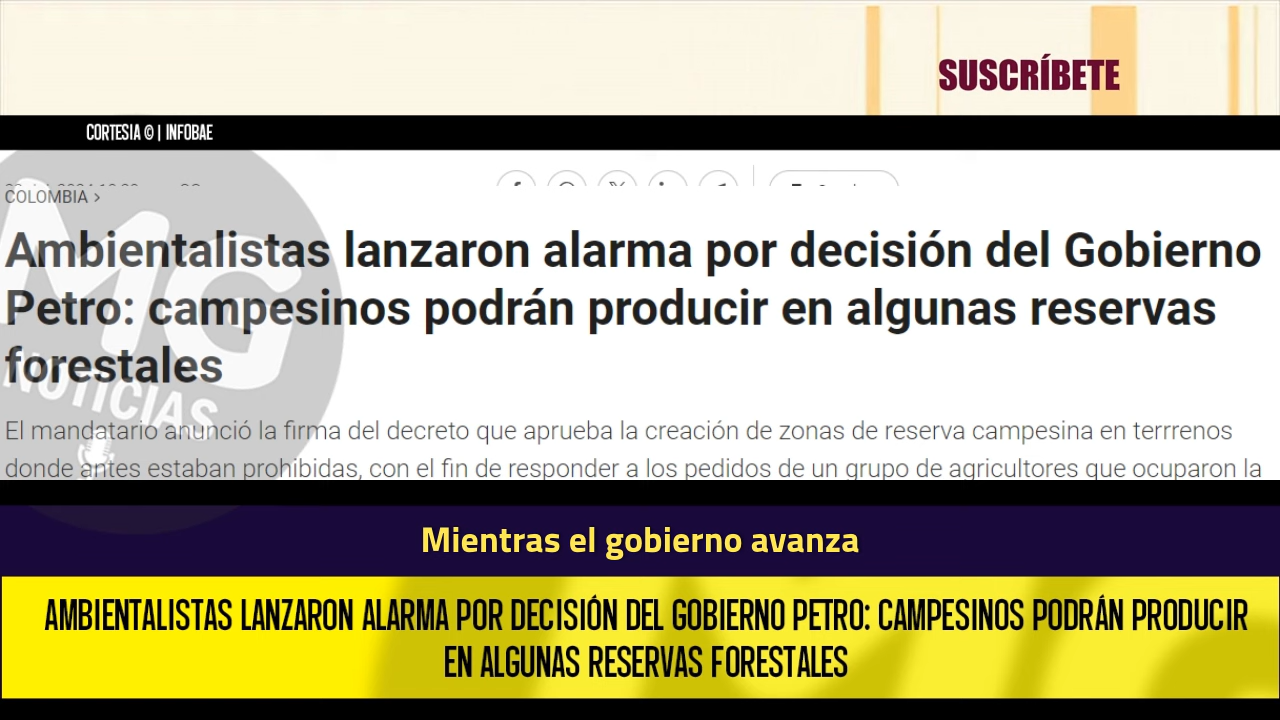 SUSCRÍBETE
CORTESIA © | INFOBAE
COLOMBIA >
Ambientalistas lanzaron alarma por decisión del Gobierno
Petro: campesinos podrán producir en algunas reservas
forestales
MG
NOTICIAS
El mandatario anunció la firma del decreto que aprueba la creación de zonas de reserva campesina en terrrenos
donde antes estaban prohibidas, con el fin de responder a los pedidos de un grupo de agricultores que ocuparon la
Mientras el gobierno avanza
AMBIENTALISTAS LANZARON ALARMA POR DECISIÓN DEL GOBIERNO PETRO: CAMPESINOS PODRÁN PRODUCIR
EN ALGUNAS RESERVAS FORESTALES